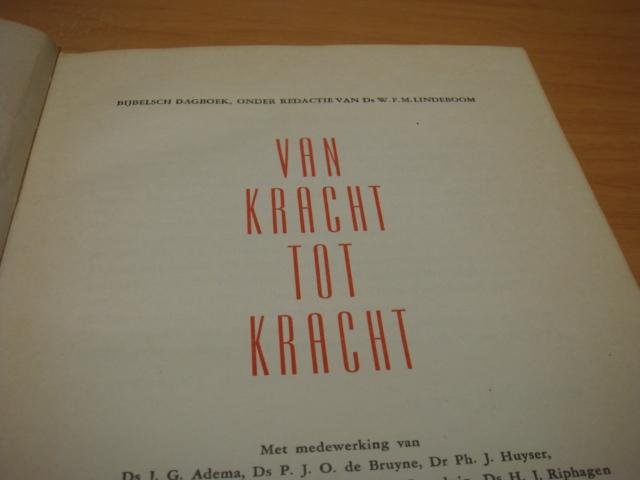 BIJBELSCH DAGBOEK, ONDER REDACTIE VAN Ds W.F.M. LINDEBOOM
VAN
KRACHT
TOT
KRACHT
Met medewerking van
Ds J. G. Adema, Ds P. J. O. de Bruyne, Dr Ph. J. Huyser,
Ds H. J. Riphagen